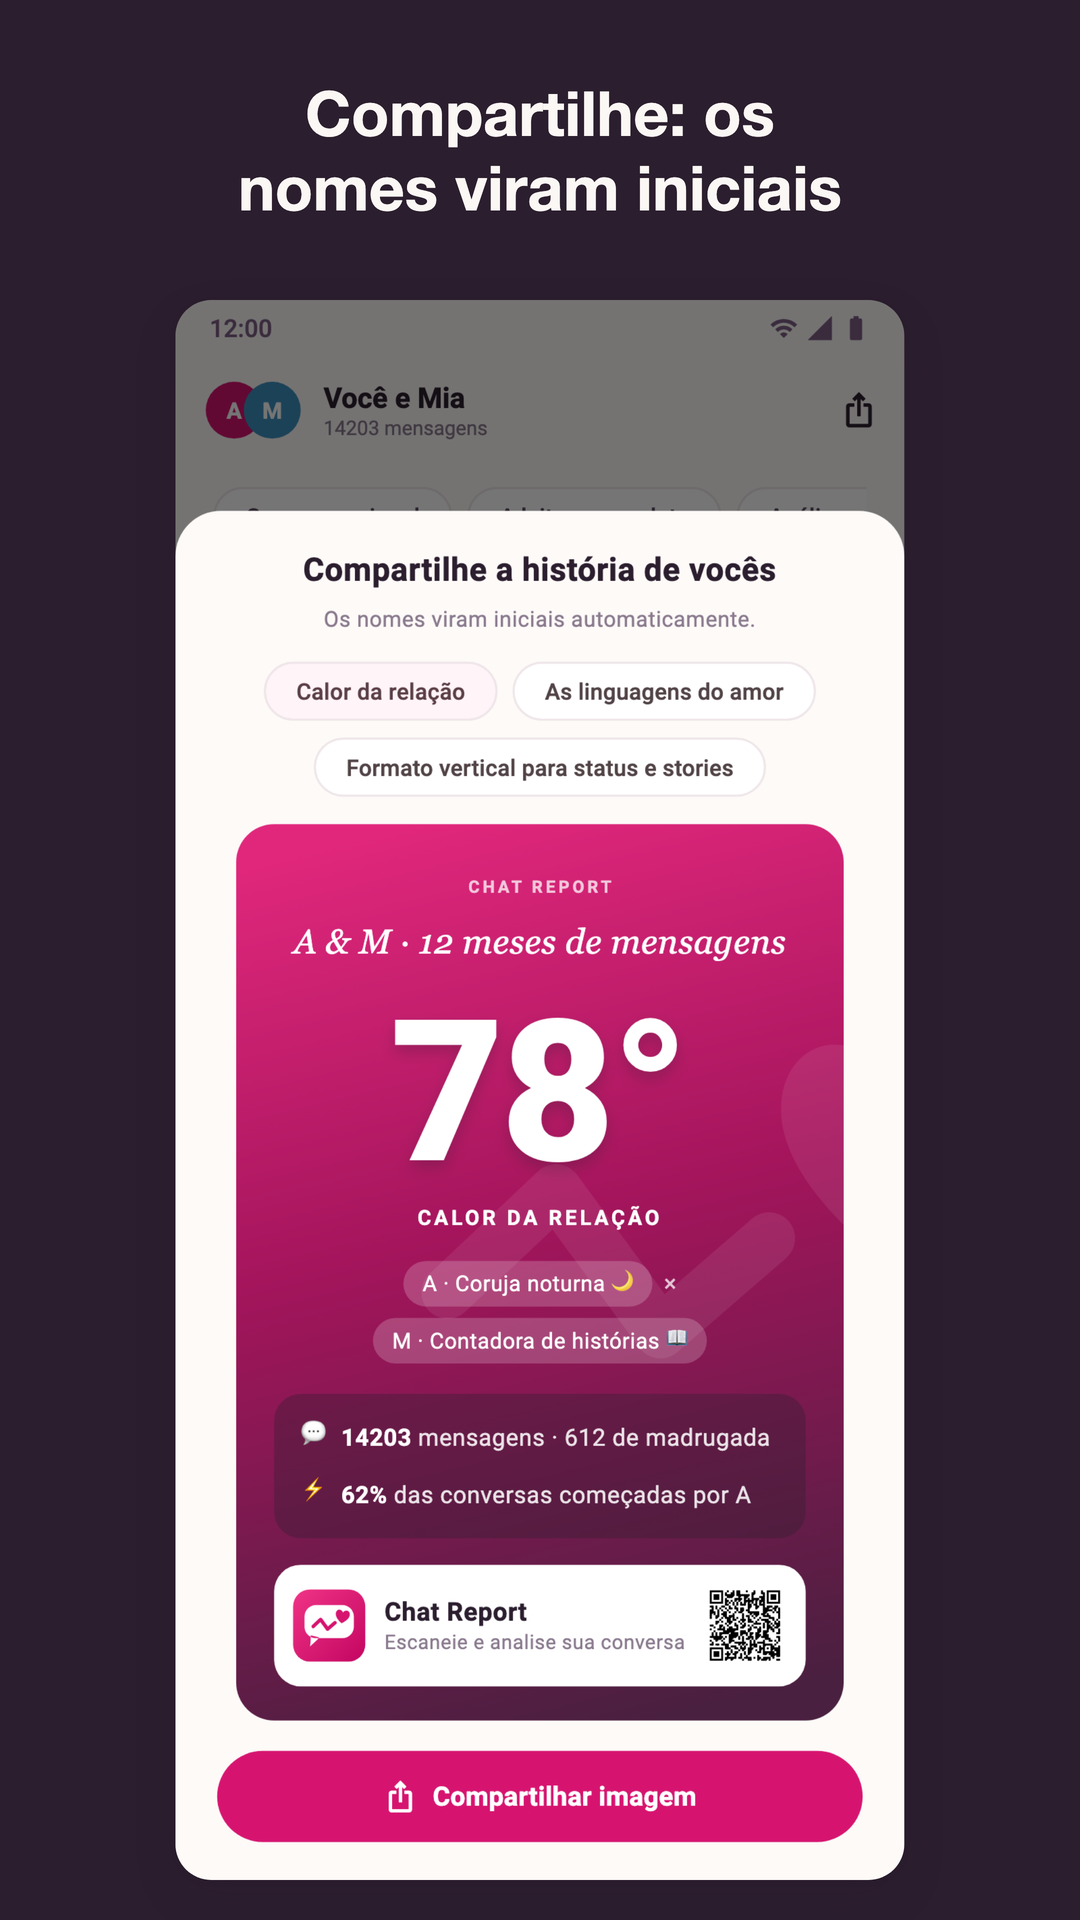 Compartilhe: os
nomes viram iniciais
12:00
A M
Você e Mia
14203 mensagens
Compartilhe a história de vocês
Os nomes viram iniciais automaticamente.
Calor da relação
As linguagens do amor
Formato vertical para status e stories
CHAT REPORT
A & M · 12 meses de mensagens
78°
CALOR DA RELAÇÃO
A · Coruja noturna 🌙 ×
M · Contadora de histórias 📖
💬 14203 mensagens · 612 de madrugada
⚡ 62% das conversas começadas por A
Chat Report
Escaneie e analise sua conversa
Compartilhar imagem